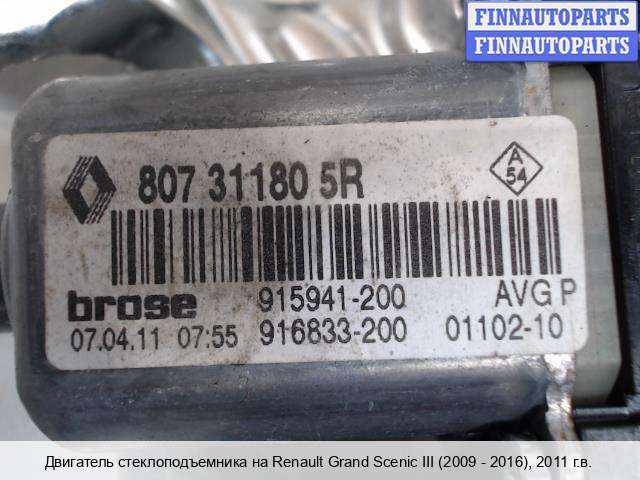 FINNAUTOPARTS
FINNAUTOPARTS
807 31180 5R
A
54
brose 915941-200 AVG P
07.04.11 07:55 916833-200 01102-10
Двигатель стеклоподъемника на Renault Grand Scenic III (2009 - 2016), 2011 г.в.